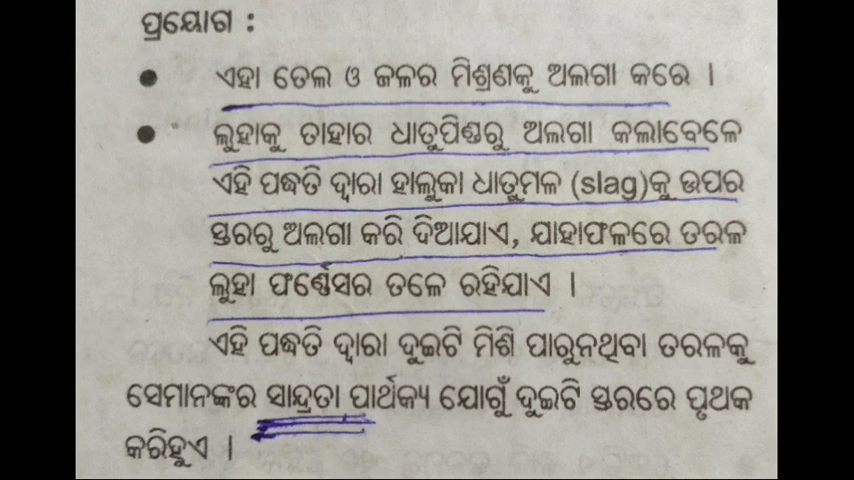 ପ୍ରୟୋଗ :
● ଏହା ତେଲ ଓ ଜଳର ମିଶ୍ରଣକୁ ଅଲଗା କରେ ।
● ଲୁହାକୁ ତାହାର ଧାତୁପିଣ୍ଡରୁ ଅଲଗା କଲାବେଳେ
ଏହି ପଦ୍ଧତି ଦ୍ୱାରା ହାଲୁକା ଧାତୁମଳ (slag)କୁ ଉପର
ସ୍ତରରୁ ଅଲଗା କରି ଦିଆଯାଏ, ଯାହାଫଳରେ ତରଳ
ଲୁହା ଫର୍ଣ୍ଣେସର ତଳେ ରହିଯାଏ ।
ଏହି ପଦ୍ଧତି ଦ୍ୱାରା ଦୁଇଟି ମିଶି ପାରୁନଥିବା ତରଳକୁ
ସେମାନଙ୍କର ସାନ୍ଦ୍ରତା ପାର୍ଥକ୍ୟ ଯୋଗୁଁ ଦୁଇଟି ସ୍ତରରେ ପୃଥକ
କରିହୁଏ ।